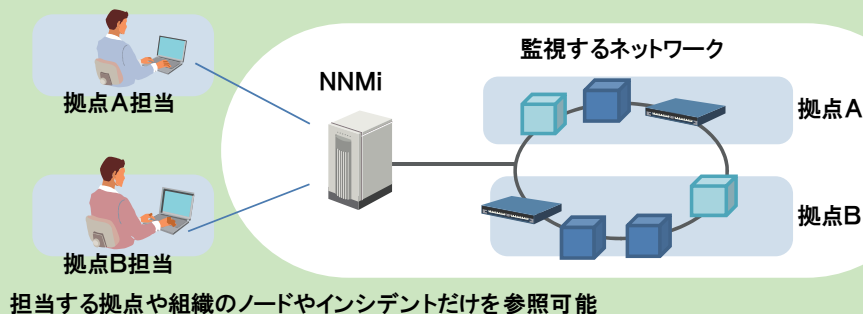 監視するネットワーク
NNMi
拠点A担当
拠点A
拠点B
拠点B担当
担当する拠点や組織のノードやインシデントだけを参照可能